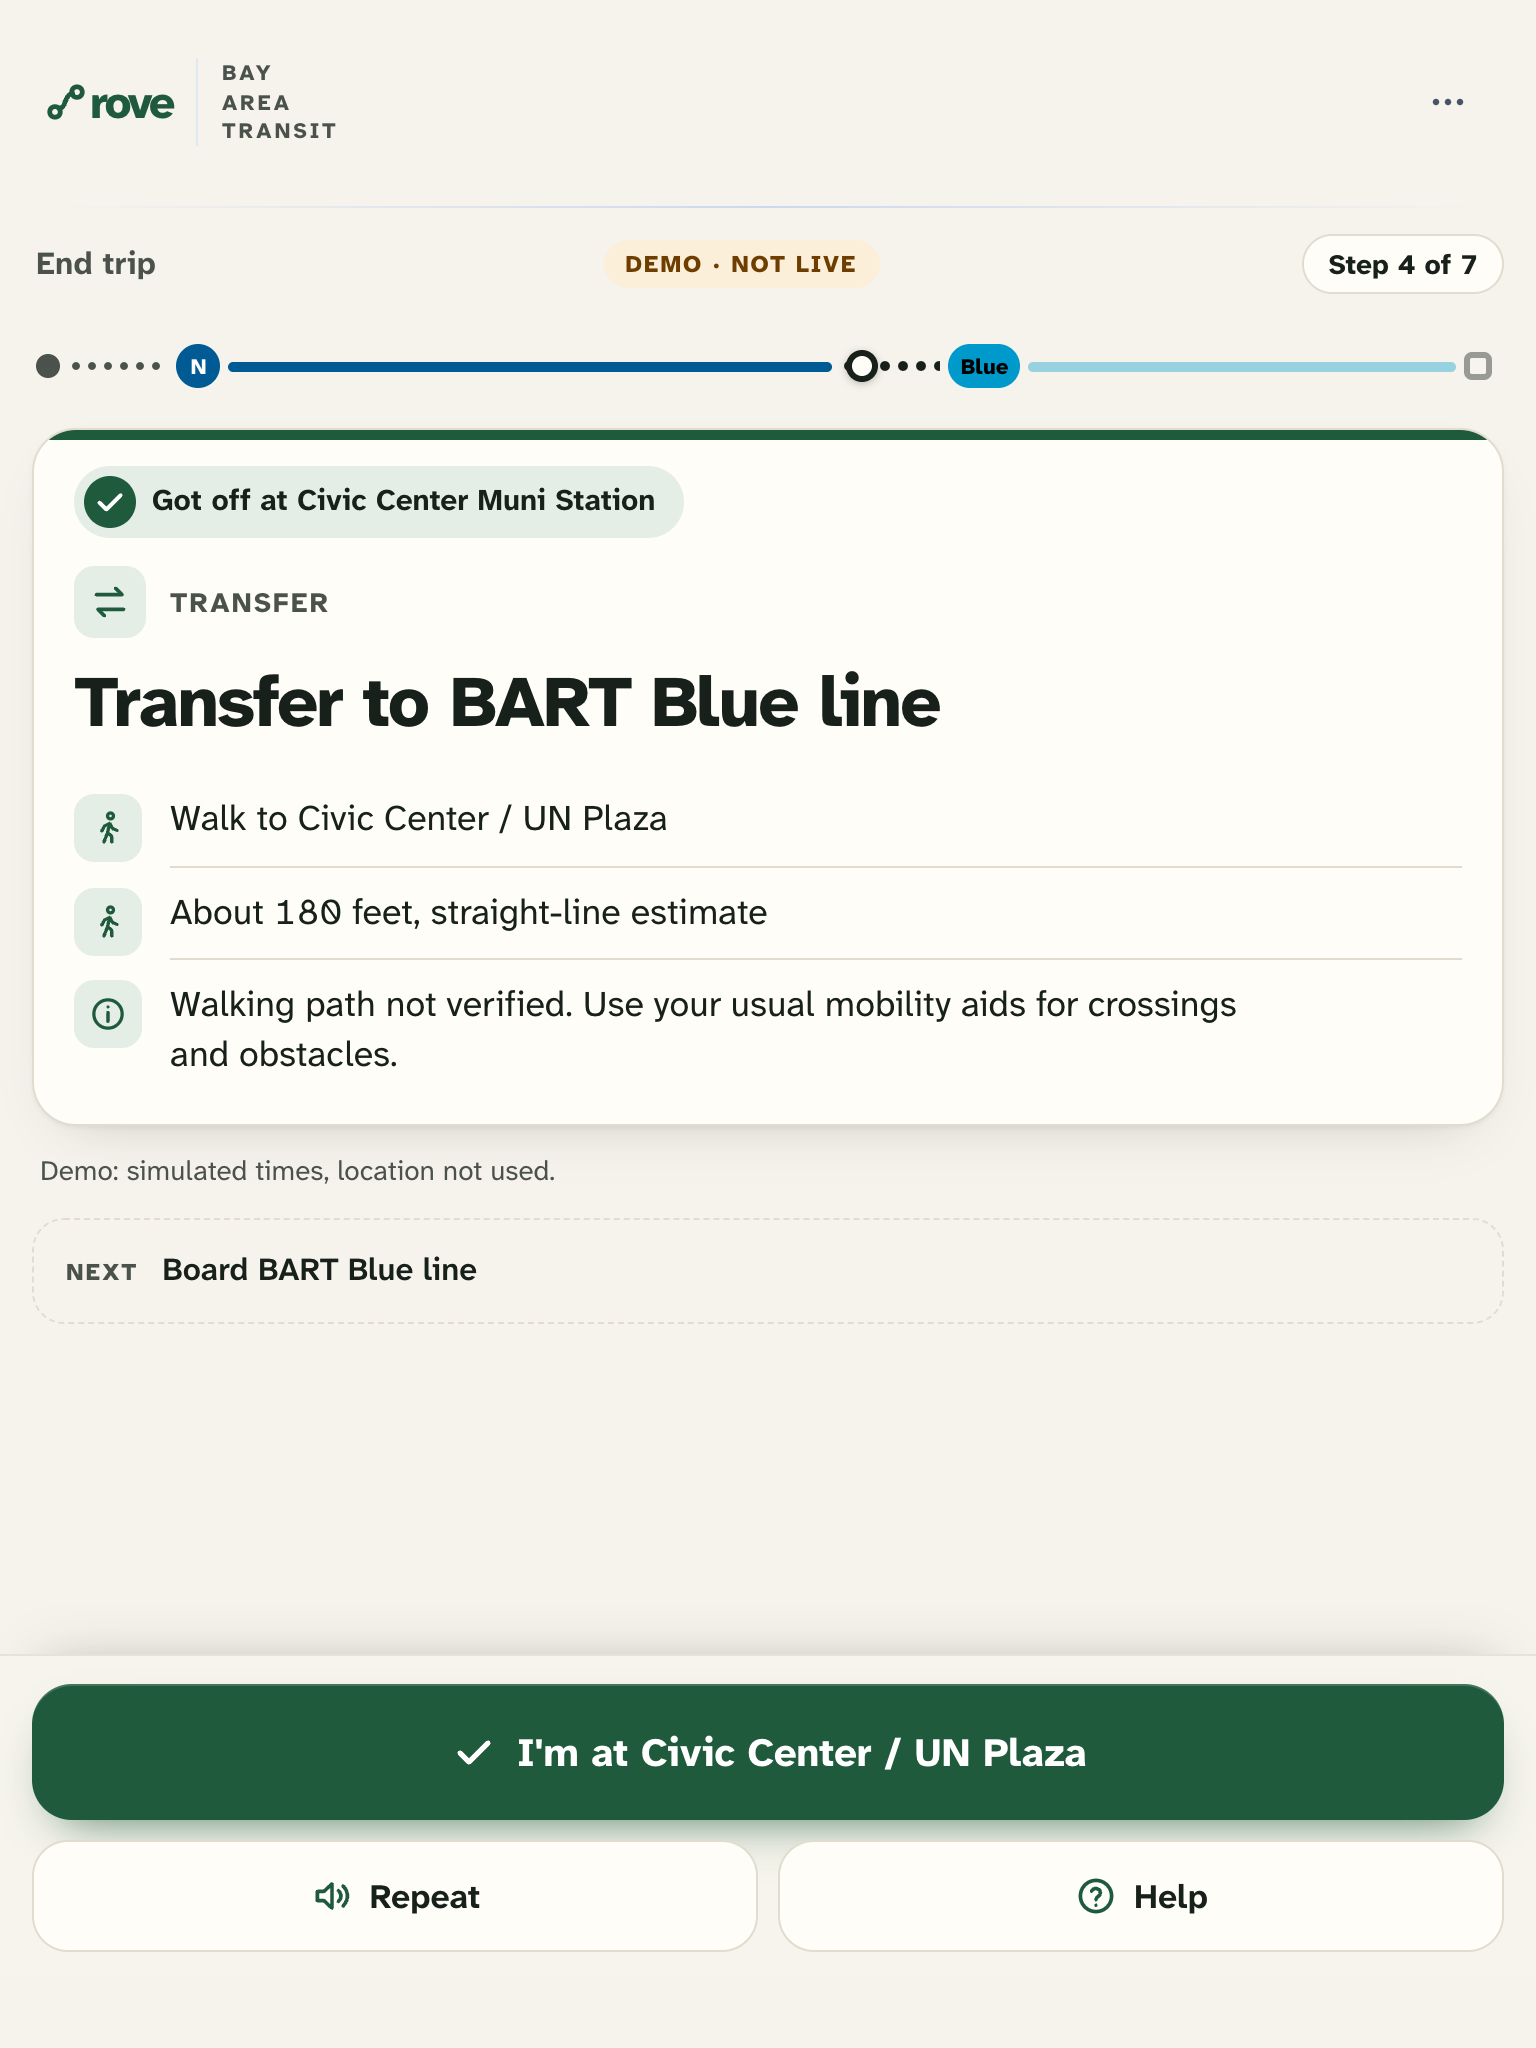 rove
BAY
AREA
TRANSIT
End trip
DEMO · NOT LIVE
Step 4 of 7
N
Blue
Got off at Civic Center Muni Station
TRANSFER
Transfer to BART Blue line
Walk to Civic Center / UN Plaza
About 180 feet, straight-line estimate
Walking path not verified. Use your usual mobility aids for crossings
and obstacles.
Demo: simulated times, location not used.
NEXT Board BART Blue line
I'm at Civic Center / UN Plaza
Repeat
Help